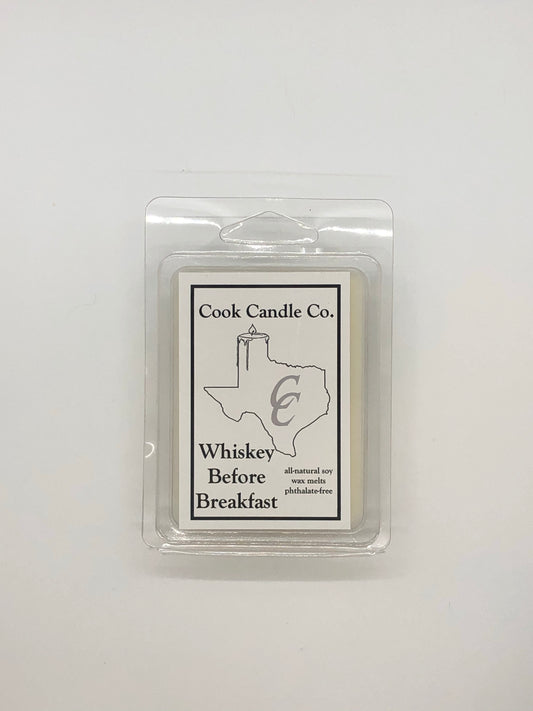 Cook Candle Co.
CC
Whiskey
Before
Breakfast
all-natural soy
wax melts
phthalate-free